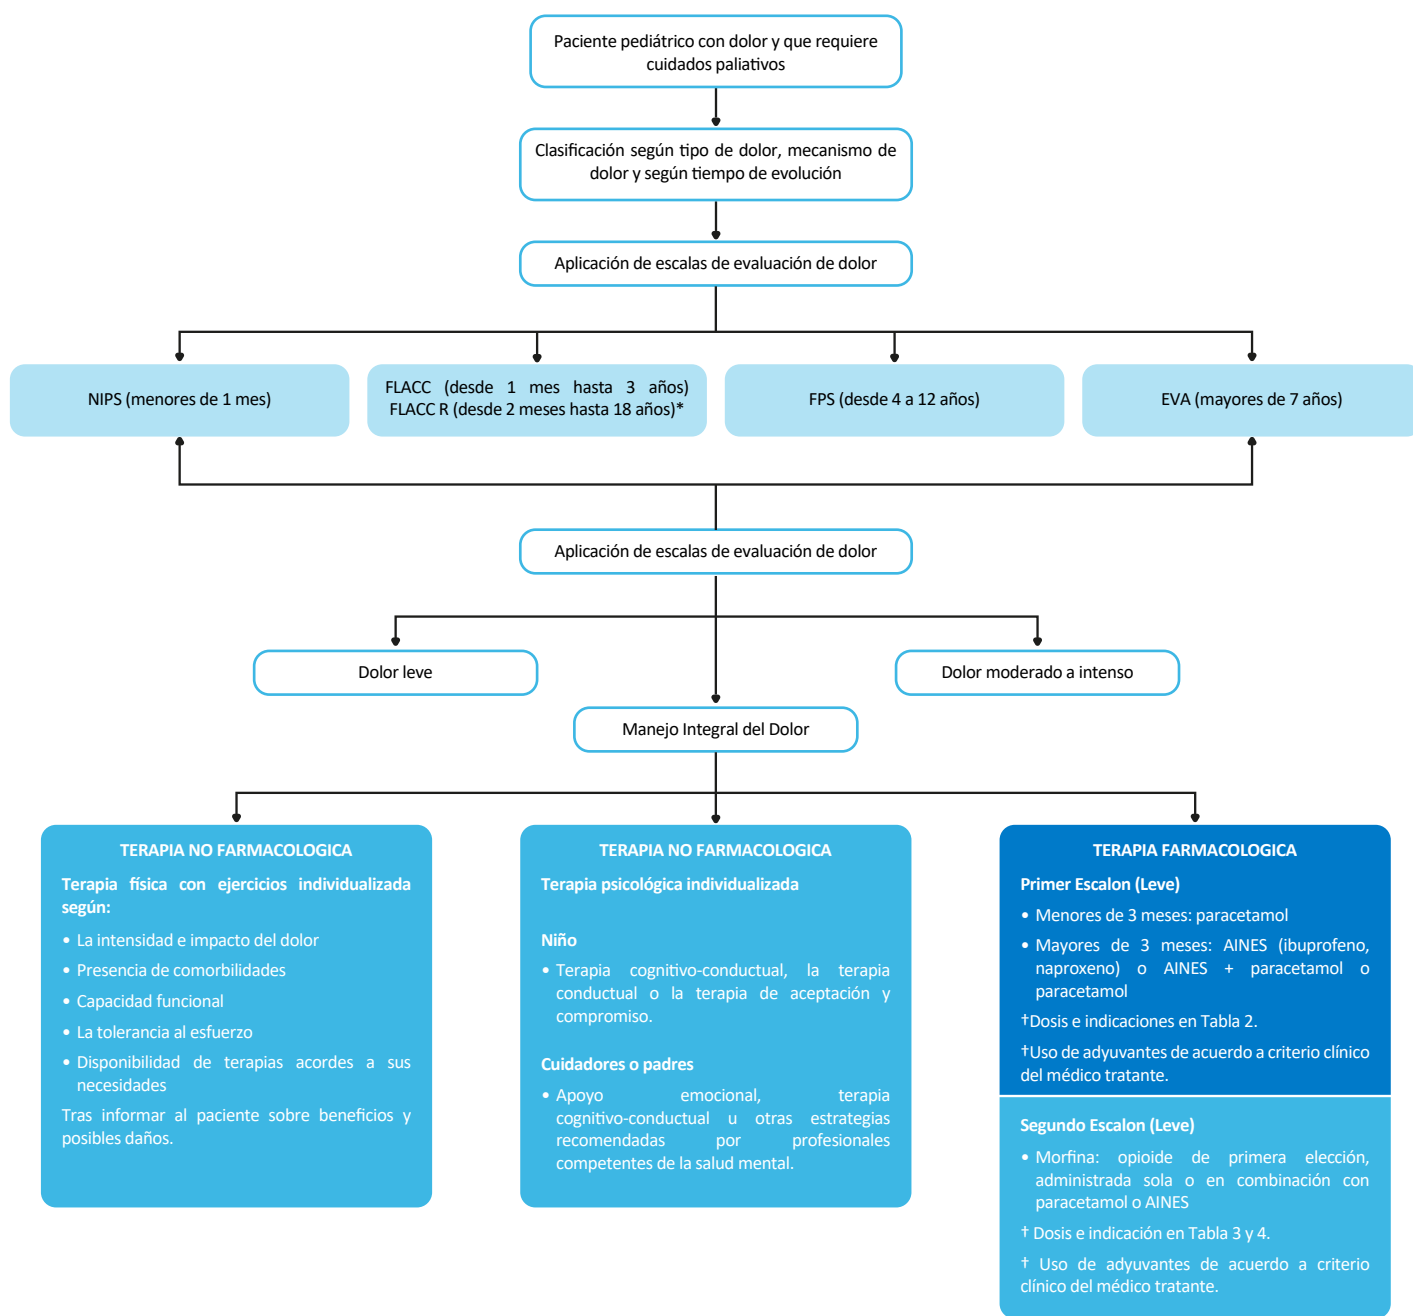 Paciente pediátrico con dolor y que requiere
cuidados paliativos
Clasificación según tipo de dolor, mecanismo de
dolor y según tiempo de evolución
Aplicación de escalas de evaluación de dolor
NIPS (menores de 1 mes)
FLACC (desde 1 mes hasta 3 años)
FLACC R (desde 2 meses hasta 18 años)*
FPS (desde 4 a 12 años)
EVA (mayores de 7 años)
Aplicación de escalas de evaluación de dolor
Dolor leve
Dolor moderado a intenso
Manejo Integral del Dolor
TERAPIA NO FARMACOLOGICA
Terapia física con ejercicios individualizada
según:
• La intensidad e impacto del dolor
• Presencia de comorbilidades
• Capacidad funcional
• La tolerancia al esfuerzo
• Disponibilidad de terapias acordes a sus
necesidades
Tras informar al paciente sobre beneficios y
posibles daños.
TERAPIA NO FARMACOLOGICA
Terapia psicológica individualizada
Niño
• Terapia cognitivo-conductual, la terapia
conductual o la terapia de aceptación y
compromiso.
Cuidadores o padres
• Apoyo emocional, terapia
cognitivo-conductual u otras estrategias
recomendadas por profesionales
competentes de la salud mental.
TERAPIA FARMACOLOGICA
Primer Escalon (Leve)
• Menores de 3 meses: paracetamol
• Mayores de 3 meses: AINES (ibuprofeno,
naproxeno) o AINES + paracetamol o
paracetamol
†Dosis e indicaciones en Tabla 2.
†Uso de adyuvantes de acuerdo a criterio clínico
del médico tratante.
Segundo Escalon (Leve)
• Morfina: opioide de primera elección,
administrada sola o en combinación con
paracetamol o AINES
† Dosis e indicación en Tabla 3 y 4.
† Uso de adyuvantes de acuerdo a criterio
clínico del médico tratante.